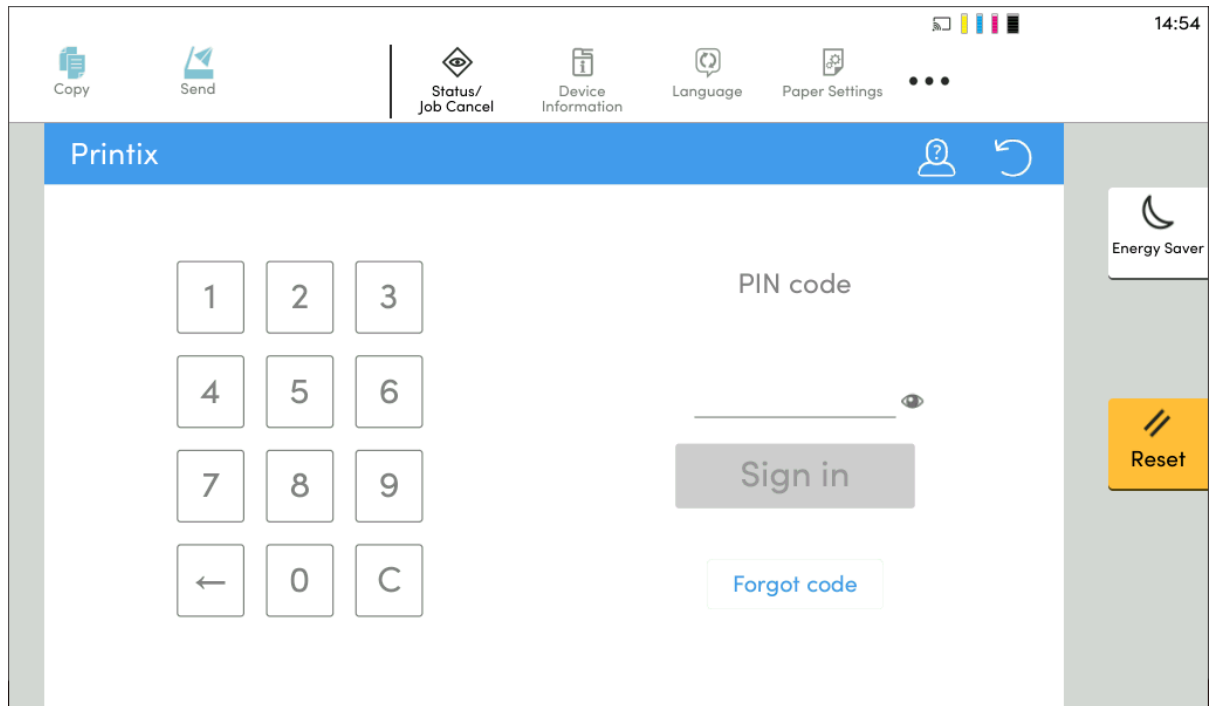 14:54
Copy
Send
Status/
Job Cancel
Device
Information
Language
Paper Settings
Printix
Energy Saver
1 2 3
PIN code
4 5 6
Reset
7 8 9
Sign in
← 0 C
Forgot code